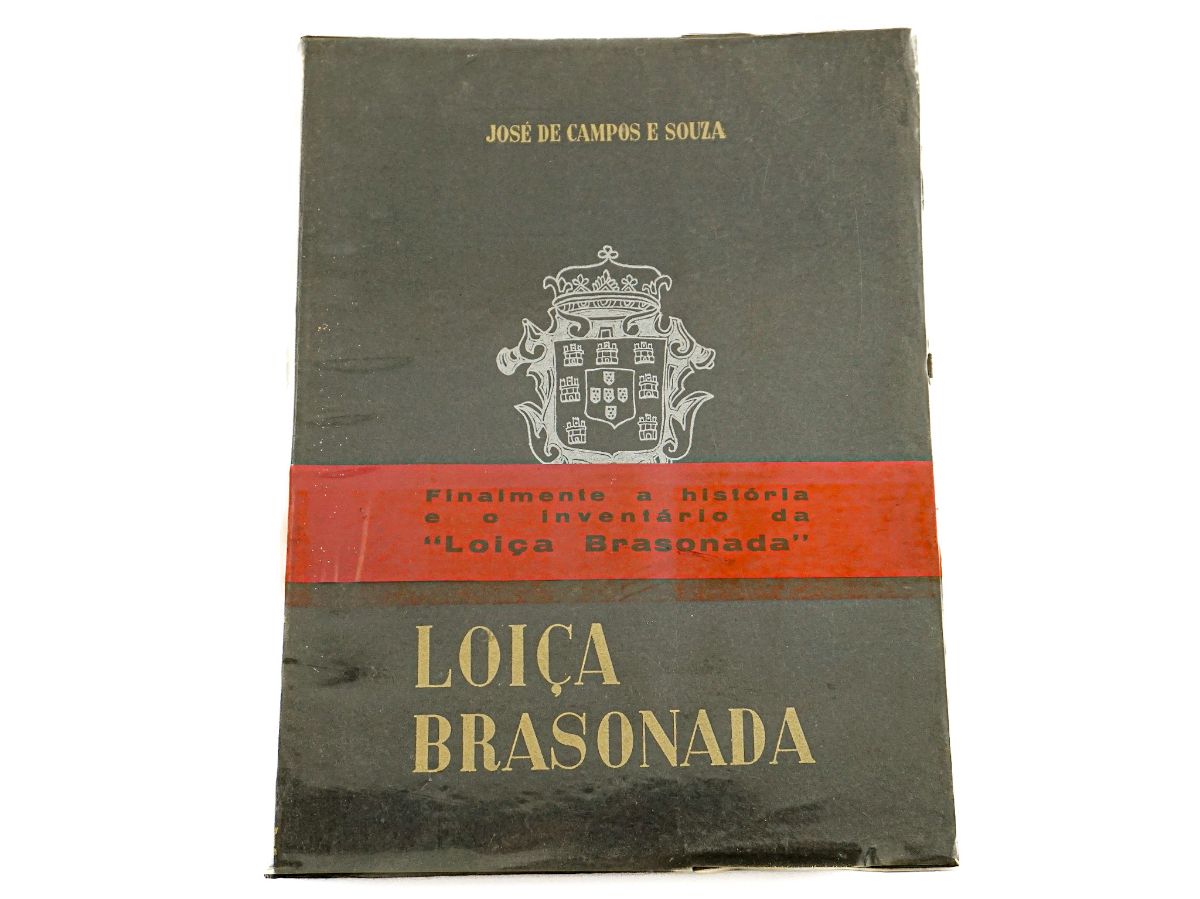 JOSÉ DE CAMPOS E SOUZA
Finalmente a história
e o inventário da
“Loiça Brasonada”
LOIÇA
BRASONADA